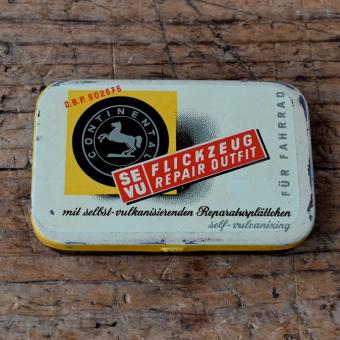 D.B.P. 902676
CONTINENTAL
SE
VU
FLICKZEUG
REPAIR OUTFIT
FÜR FAHRRAD
mit selbst-vulkanisierenden Reparaturplättchen
self-vulcanizing